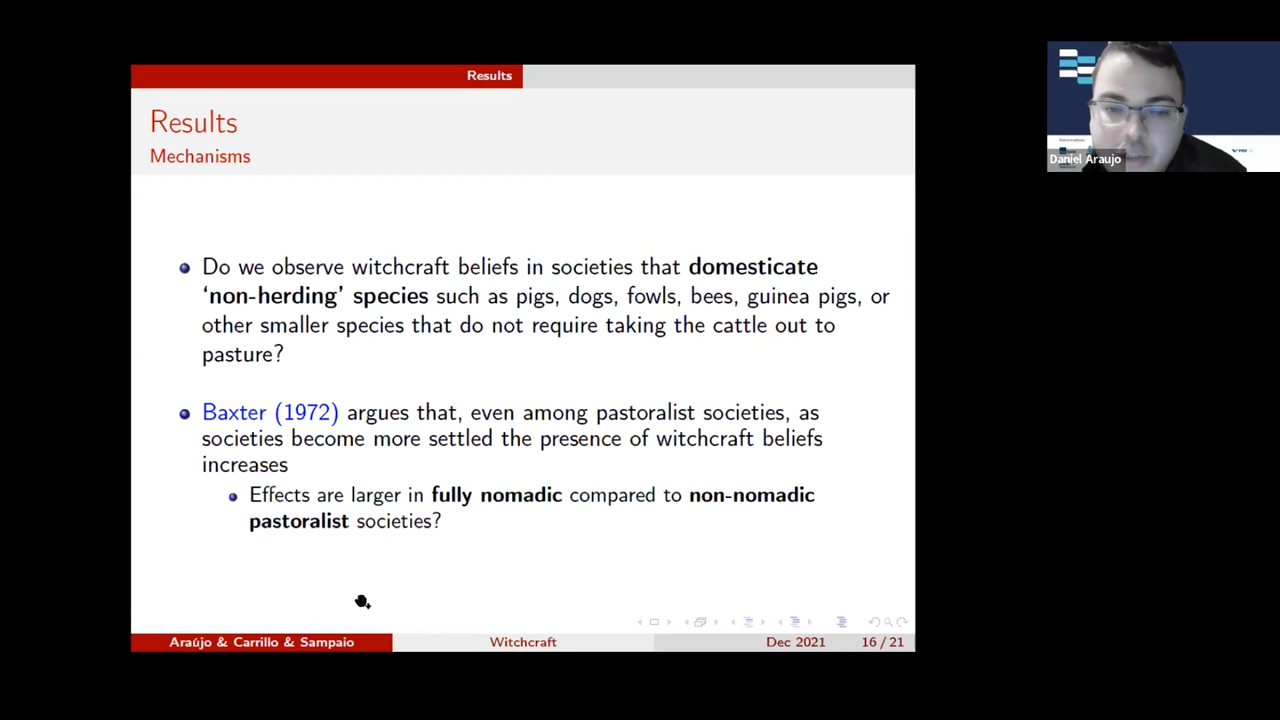 Results
Results
Mechanisms
Do we observe witchcraft beliefs in societies that domesticate
‘non-herding’ species such as pigs, dogs, fowls, bees, guinea pigs, or
other smaller species that do not require taking the cattle out to
pasture?
Baxter (1972) argues that, even among pastoralist societies, as
societies become more settled the presence of witchcraft beliefs
increases
Effects are larger in fully nomadic compared to non-nomadic
pastoralist societies?
Araújo & Carrillo & Sampaio
Witchcraft
Dec 2021
16 / 21
Daniel Araujo